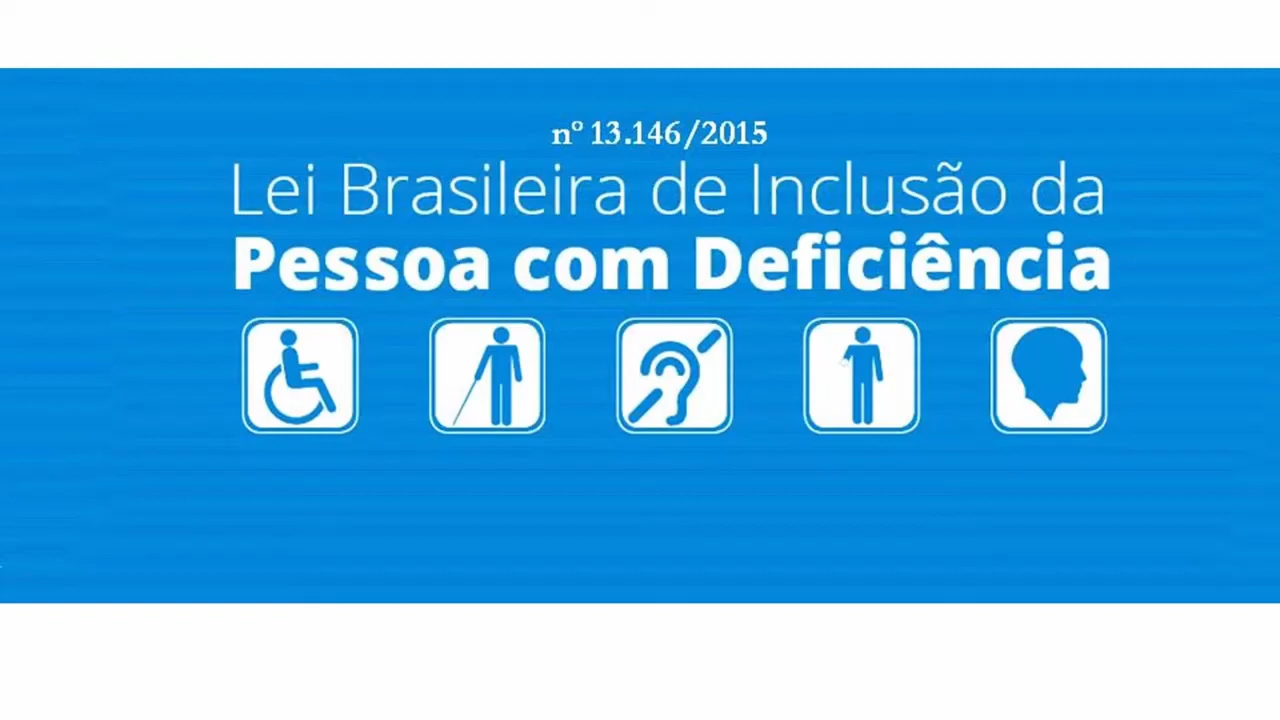 nº 13.146/2015
Lei Brasileira de Inclusão da
Pessoa com Deficiência